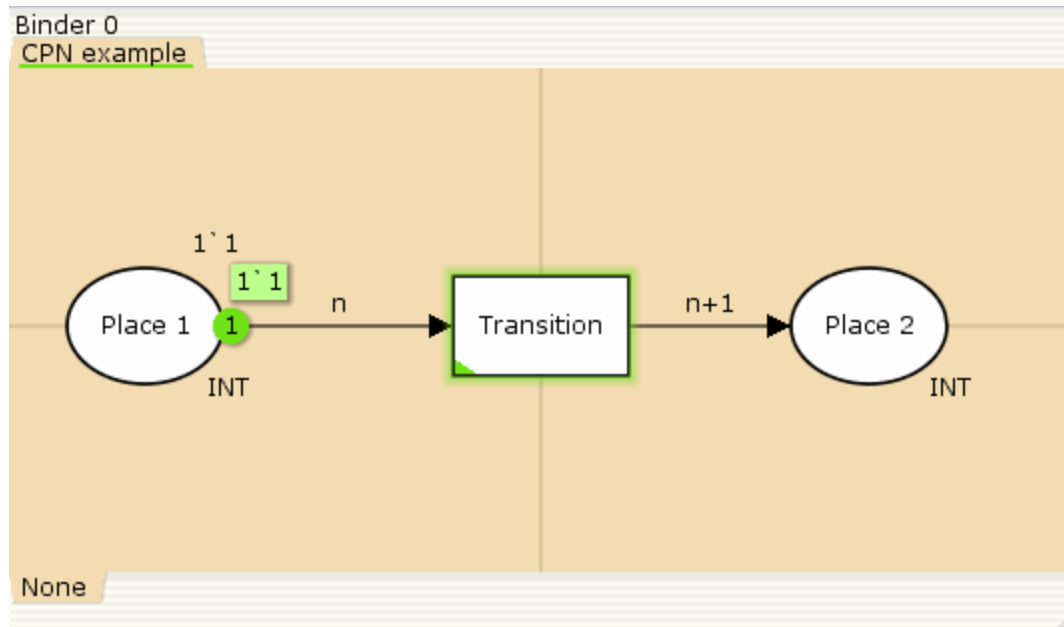 Binder 0
CPN example
1`1
1`1
n
n+1
Place 1
1
Transition
Place 2
INT
INT
None